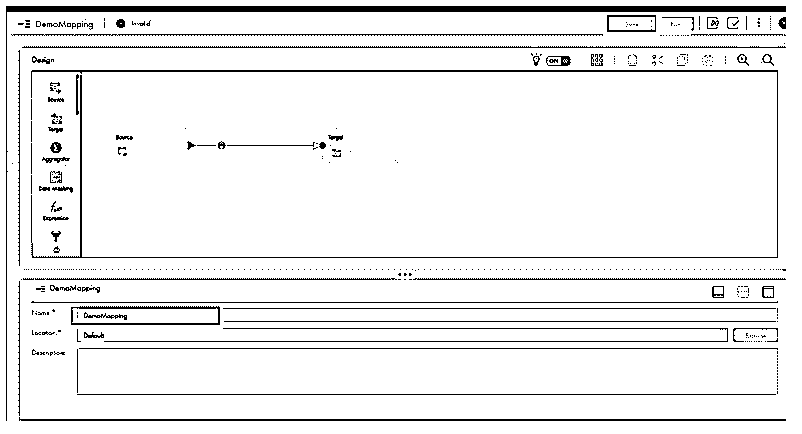 DemoMapping Invalid Save Run
Design
ON
Source
Target
Aggregator
Data Masking
Expression
Source
Target
DemoMapping
Name *
DemoMapping
Location *
Default
Browse
Description